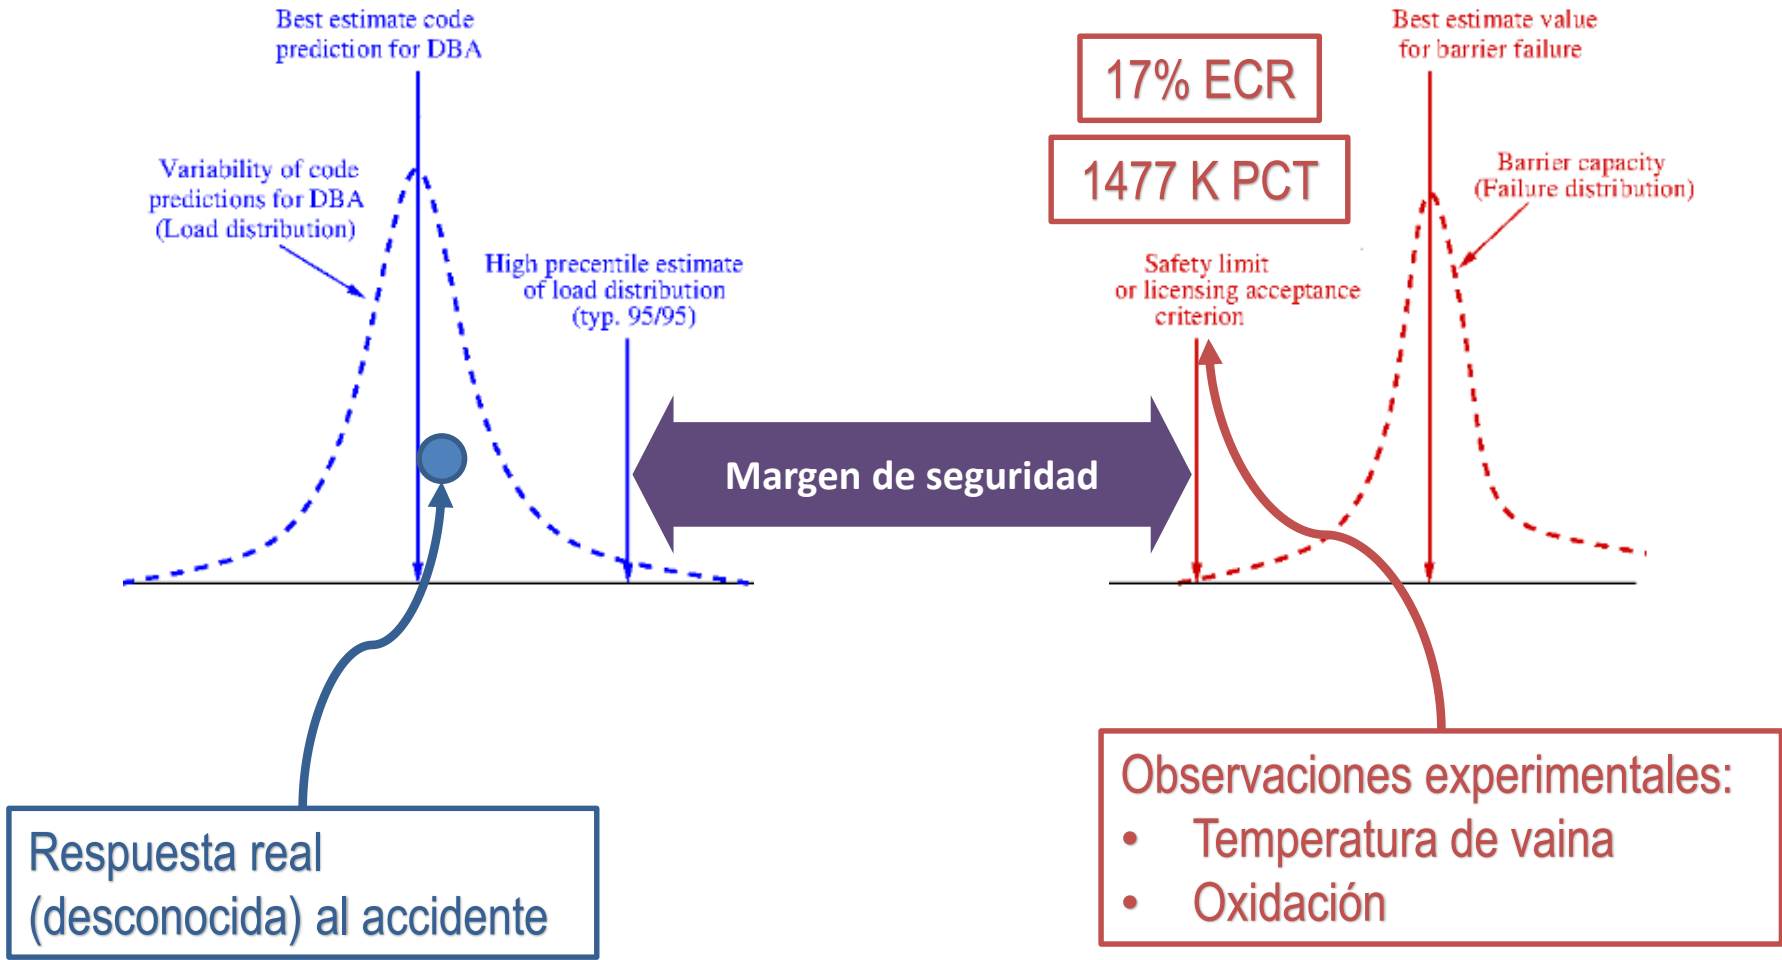 Best estimate code
prediction for DBA
Variability of code
predictions for DBA
(Load distribution)
High precentile estimate
of load distribution
(typ. 95/95)
17% ECR
1477 K PCT
Safety limit
or licensing acceptance
criterion
Best estimate value
for barrier failure
Barrier capacity
(Failure distribution)
Margen de seguridad
Respuesta real
(desconocida) al accidente
Observaciones experimentales:
• Temperatura de vaina
• Oxidación